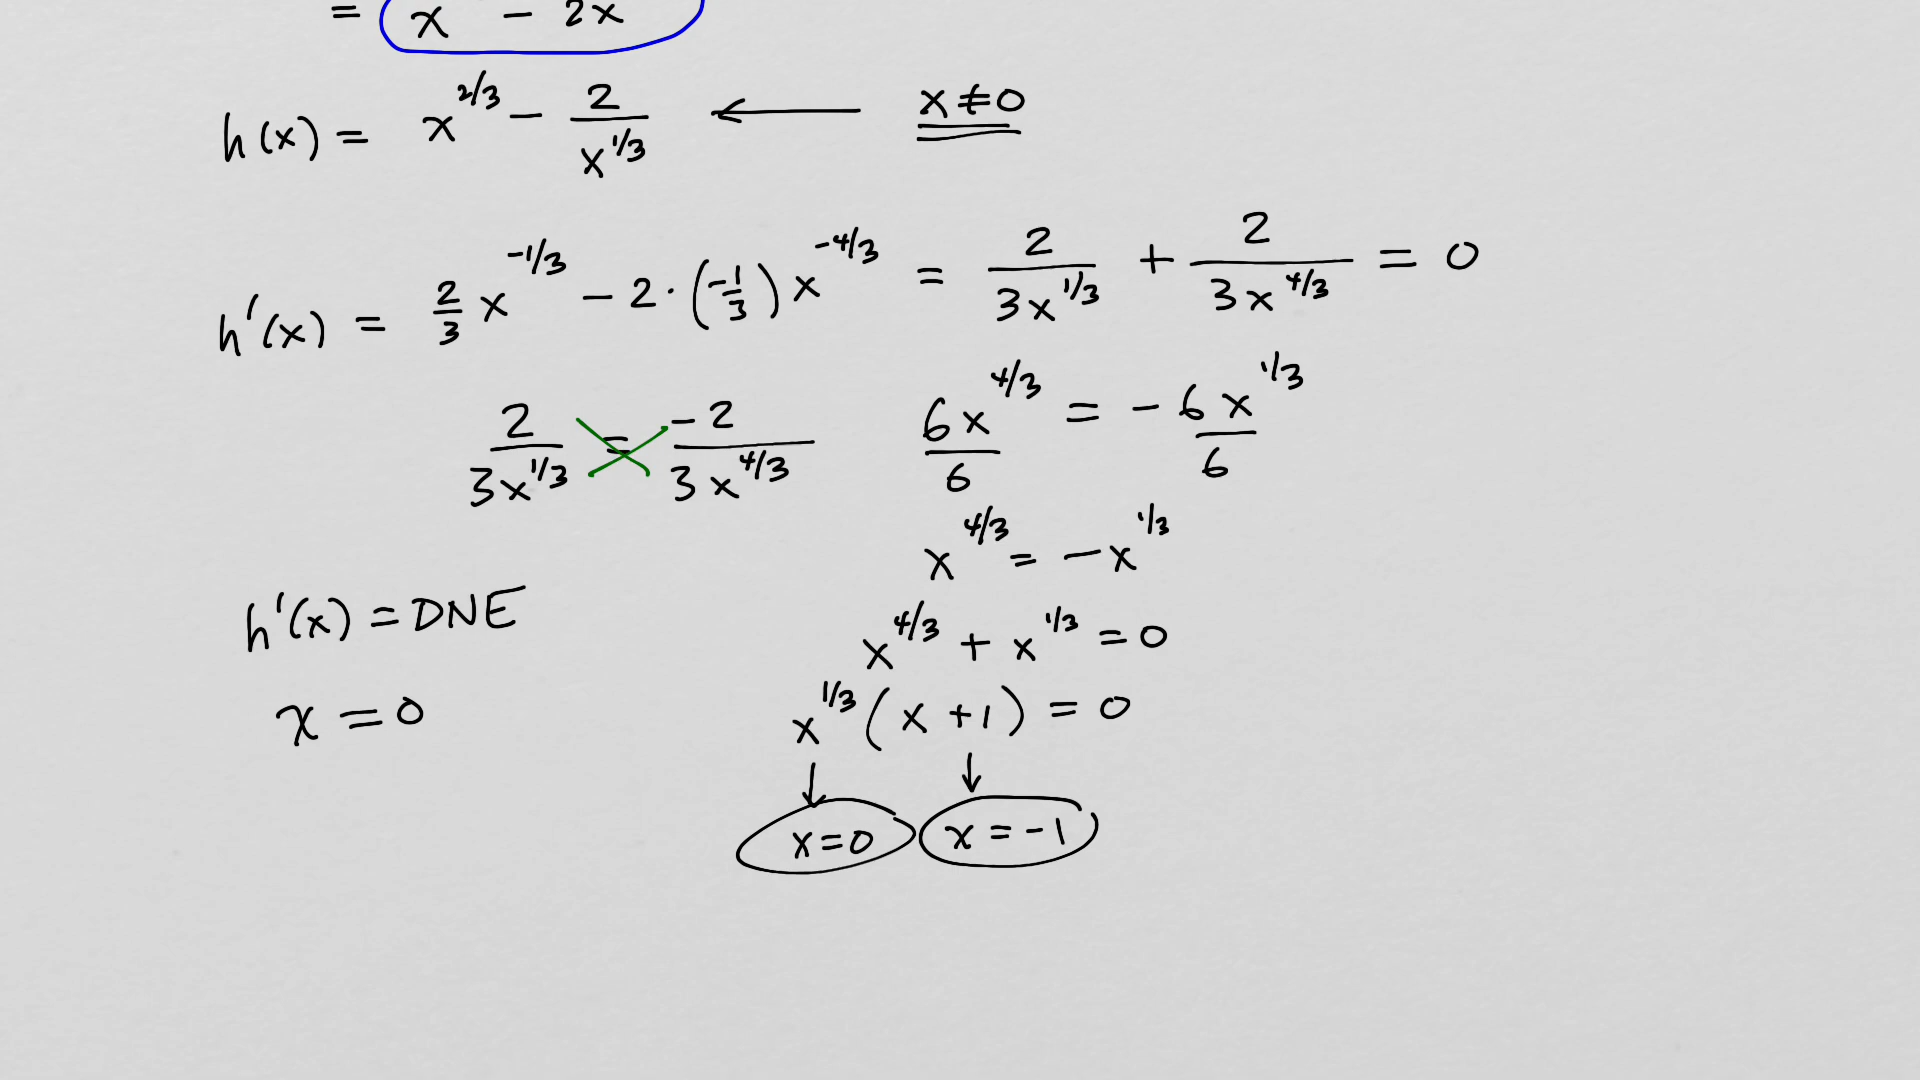 = x - 2x
h(x) = x^{2/3} - 2/x^{1/3} ← x ≠ 0
h'(x) = 2/3 x^{-1/3} - 2 · (-1/3) x^{-4/3} = 2/3x^{1/3} + 2/3x^{4/3} = 0
2/3x^{1/3} = -2/3x^{4/3}
6x^{4/3}/6 = -6x^{1/3}/6
x^{4/3} = -x^{1/3}
h'(x) = DNE
x^{4/3} + x^{1/3} = 0
x = 0
x^{1/3} (x + 1) = 0
↓ ↓
x = 0 x = -1